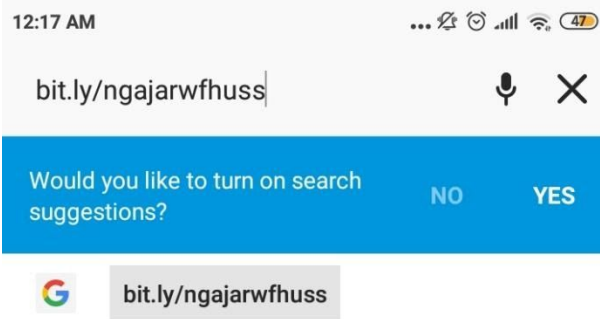 12:17 AM
47
bit.ly/ngajarwfhuss
Would you like to turn on search
suggestions?
NO
YES
bit.ly/ngajarwfhuss